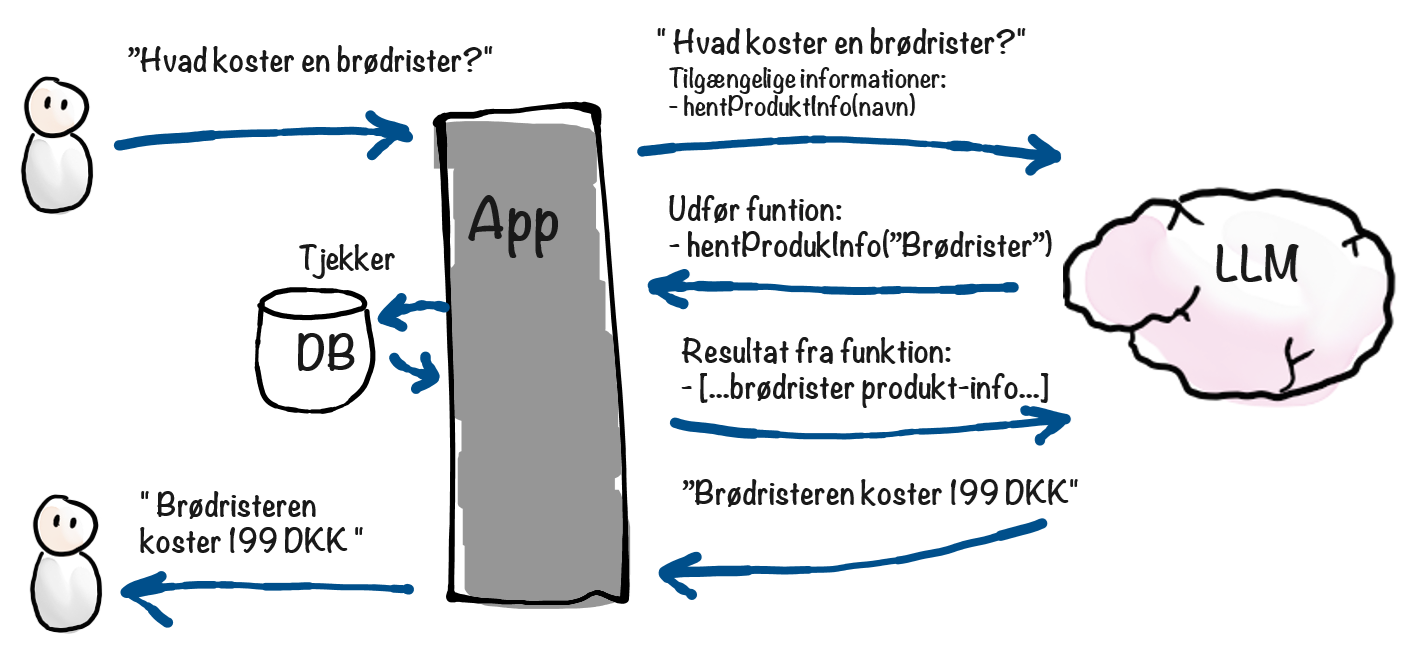 ”Hvad koster en brødrister?"
" Hvad koster en brødrister?"
Tilgængelige informationer:
- hentProduktInfo(navn)
App
Udfør funtion:
- hentProdukInfo(”Brødrister”)
LLM
Tjekker
DB
Resultat fra funktion:
- [...brødrister produkt-info...]
”Brødristeren koster 199 DKK"
" Brødristeren
koster 199 DKK "